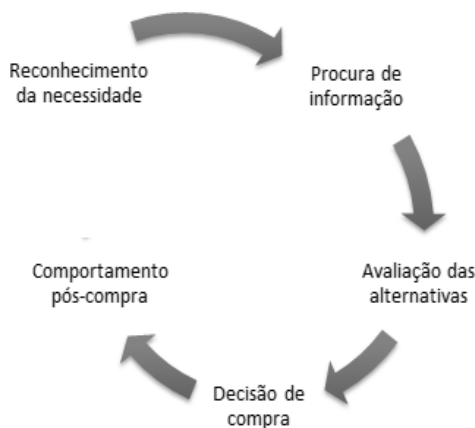 Reconhecimento
da necessidade
Procura de
informação
Avaliação das
alternativas
Decisão de
compra
Comportamento
pós-compra